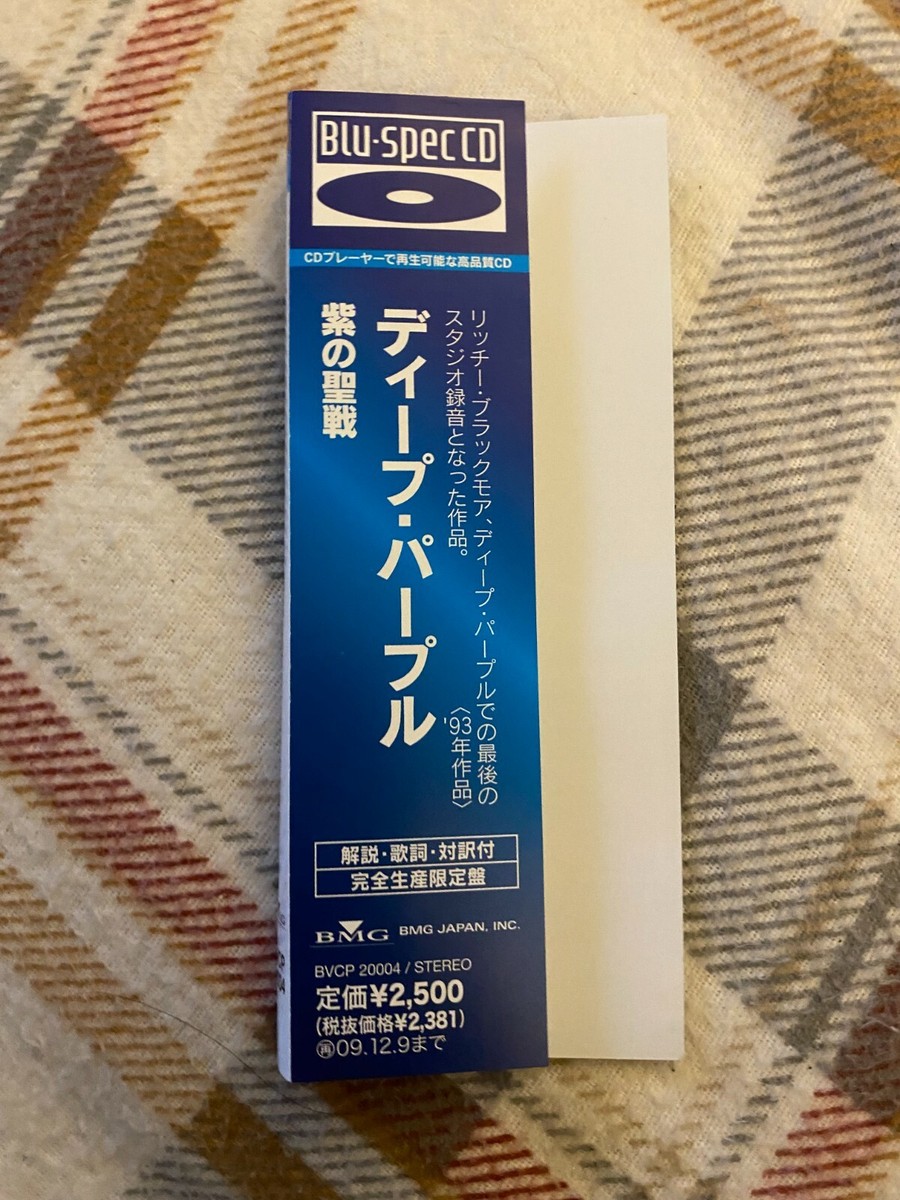 Blu-spec CD
CDプレーヤーで再生可能な高品質CD
リッチー・ブラックモア、ディープ・パープルでの最後の
スタジオ録音となった作品。
〈'93年作品〉
ディープ・パープル
紫の聖戦
解説・歌詞・対訳付
完全生産限定盤
BMG BMG JAPAN, INC.
BVCP 20004 / STEREO
定価¥2,500
(税抜価格¥2,381)
㊢09.12.9まで